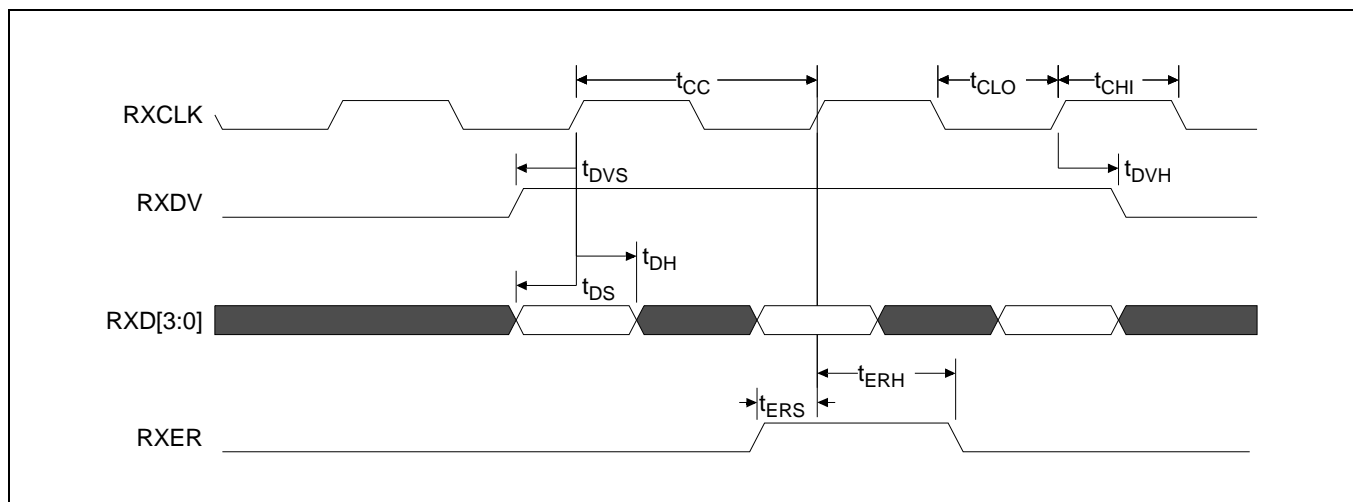 tCC
tCLO
tCHI
RXCLK
tDVS
tDVH
RXDV
tDH
tDS
RXD[3:0]
tERH
tERS
RXER